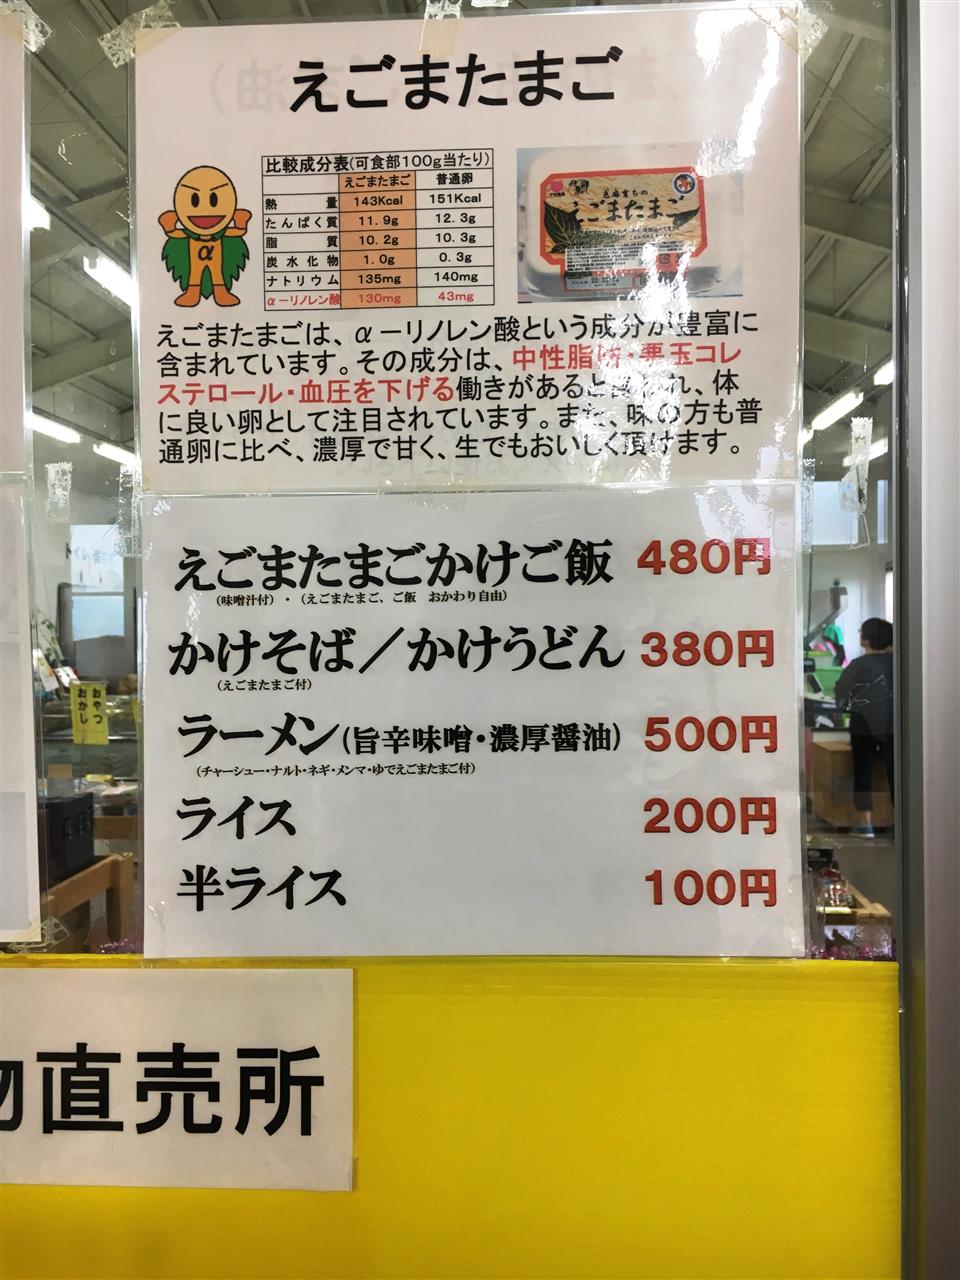 えごまたまご
比較成分表(可食部100g当たり)
えごまたまご 普通卵
熱量 143Kcal 151Kcal
たんぱく質 11.9g 12.3g
脂質 10.2g 10.3g
炭水化物 1.0g 0.3g
ナトリウム 135mg 140mg
α－リノレン酸 130mg 43mg
α
色麻育ちの
えごまたまご
えごまたまごは、α－リノレン酸という成分が豊富に
含まれています。その成分は、中性脂肪・悪玉コレ
ステロール・血圧を下げる働きがあると言われ、体
に良い卵として注目されています。また、味の方も普
通卵に比べ、濃厚で甘く、生でもおいしく頂けます。
えごまたまごかけご飯 480円
（味噌汁付）・（えごまたまご、ご飯 おかわり自由）
かけそば／かけうどん 380円
（えごまたまご付）
ラーメン(旨辛味噌・濃厚醤油) 500円
（チャーシュー・ナルト・ネギ・メンマ・ゆでえごまたまご付）
ライス 200円
半ライス 100円
おやつ
おかし
物直売所